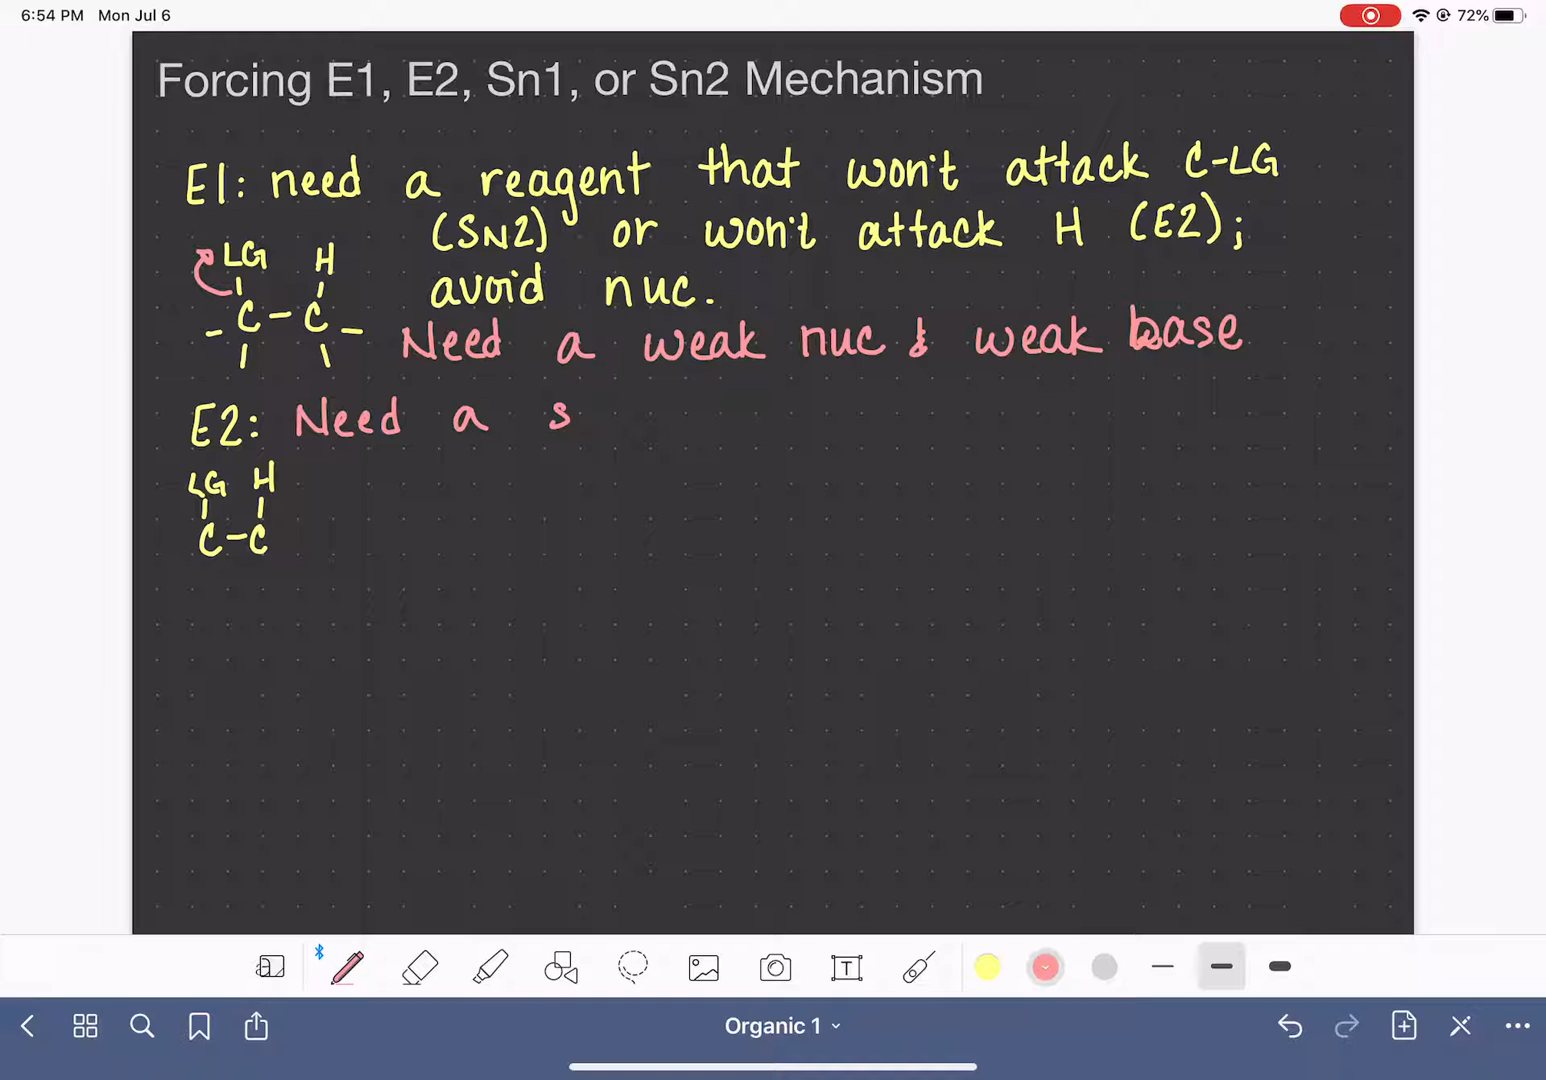 6:54 PM Mon Jul 6
72%
Forcing E1, E2, Sn1, or Sn2 Mechanism
E1: need a reagent that won't attack C-LG
(SN2) or won't attack H (E2);
avoid nuc.
LG H
C-C
Need a weak nuc & weak base
E2: Need a s
LG H
C-C
T
Organic 1